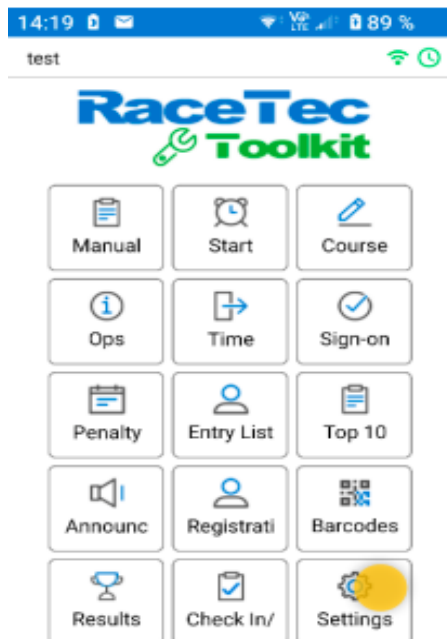 14:19 89 %
test
RaceTec
Toolkit
Manual Start Course
Ops Time Sign-on
Penalty Entry List Top 10
Announc Registrati Barcodes
Results Check In/ Settings